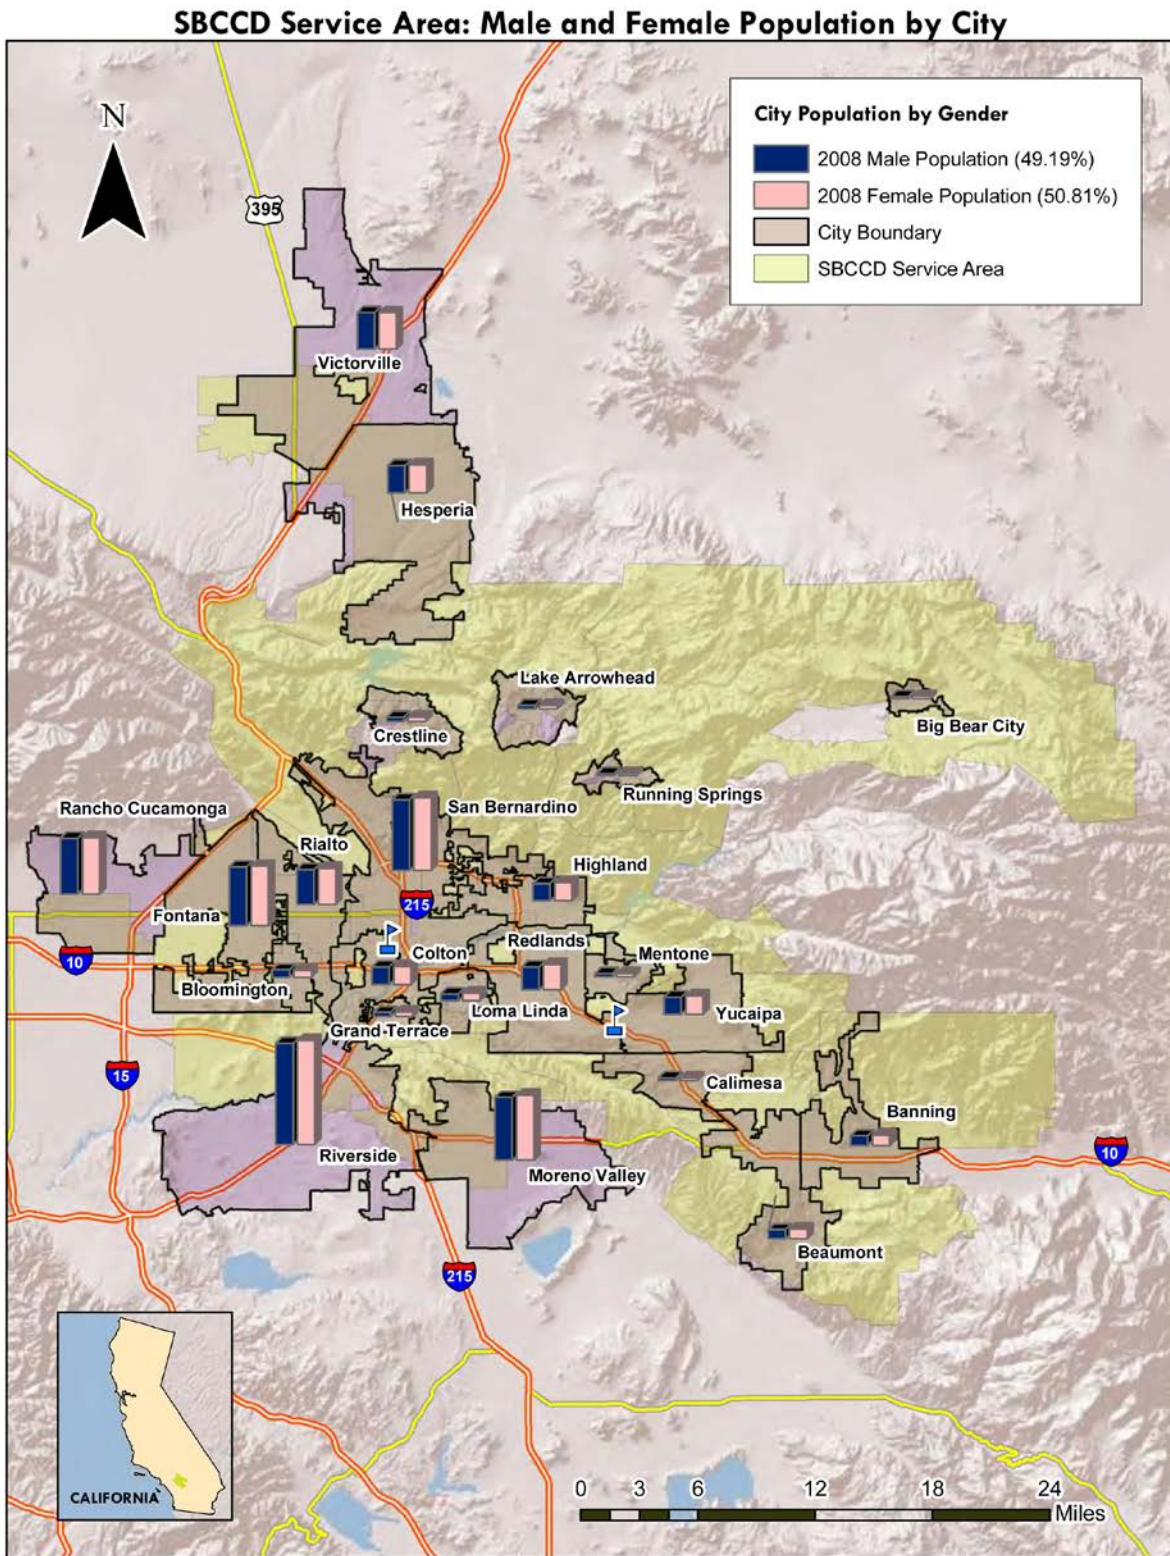 SBCCD Service Area: Male and Female Population by City
N
City Population by Gender
2008 Male Population (49.19%)
2008 Female Population (50.81%)
City Boundary
SBCCD Service Area
395
Victorville
Hesperia
Lake Arrowhead
Crestline
Big Bear City
Running Springs
Rancho Cucamonga
San Bernardino
Rialto
Highland
215
Fontana
Colton
Redlands
Mentone
10
Bloomington
Loma Linda
Yucaipa
Grand Terrace
15
Calimesa
Banning
Riverside
Moreno Valley
10
Beaumont
215
CALIFORNIA
0 3 6 12 18 24
Miles